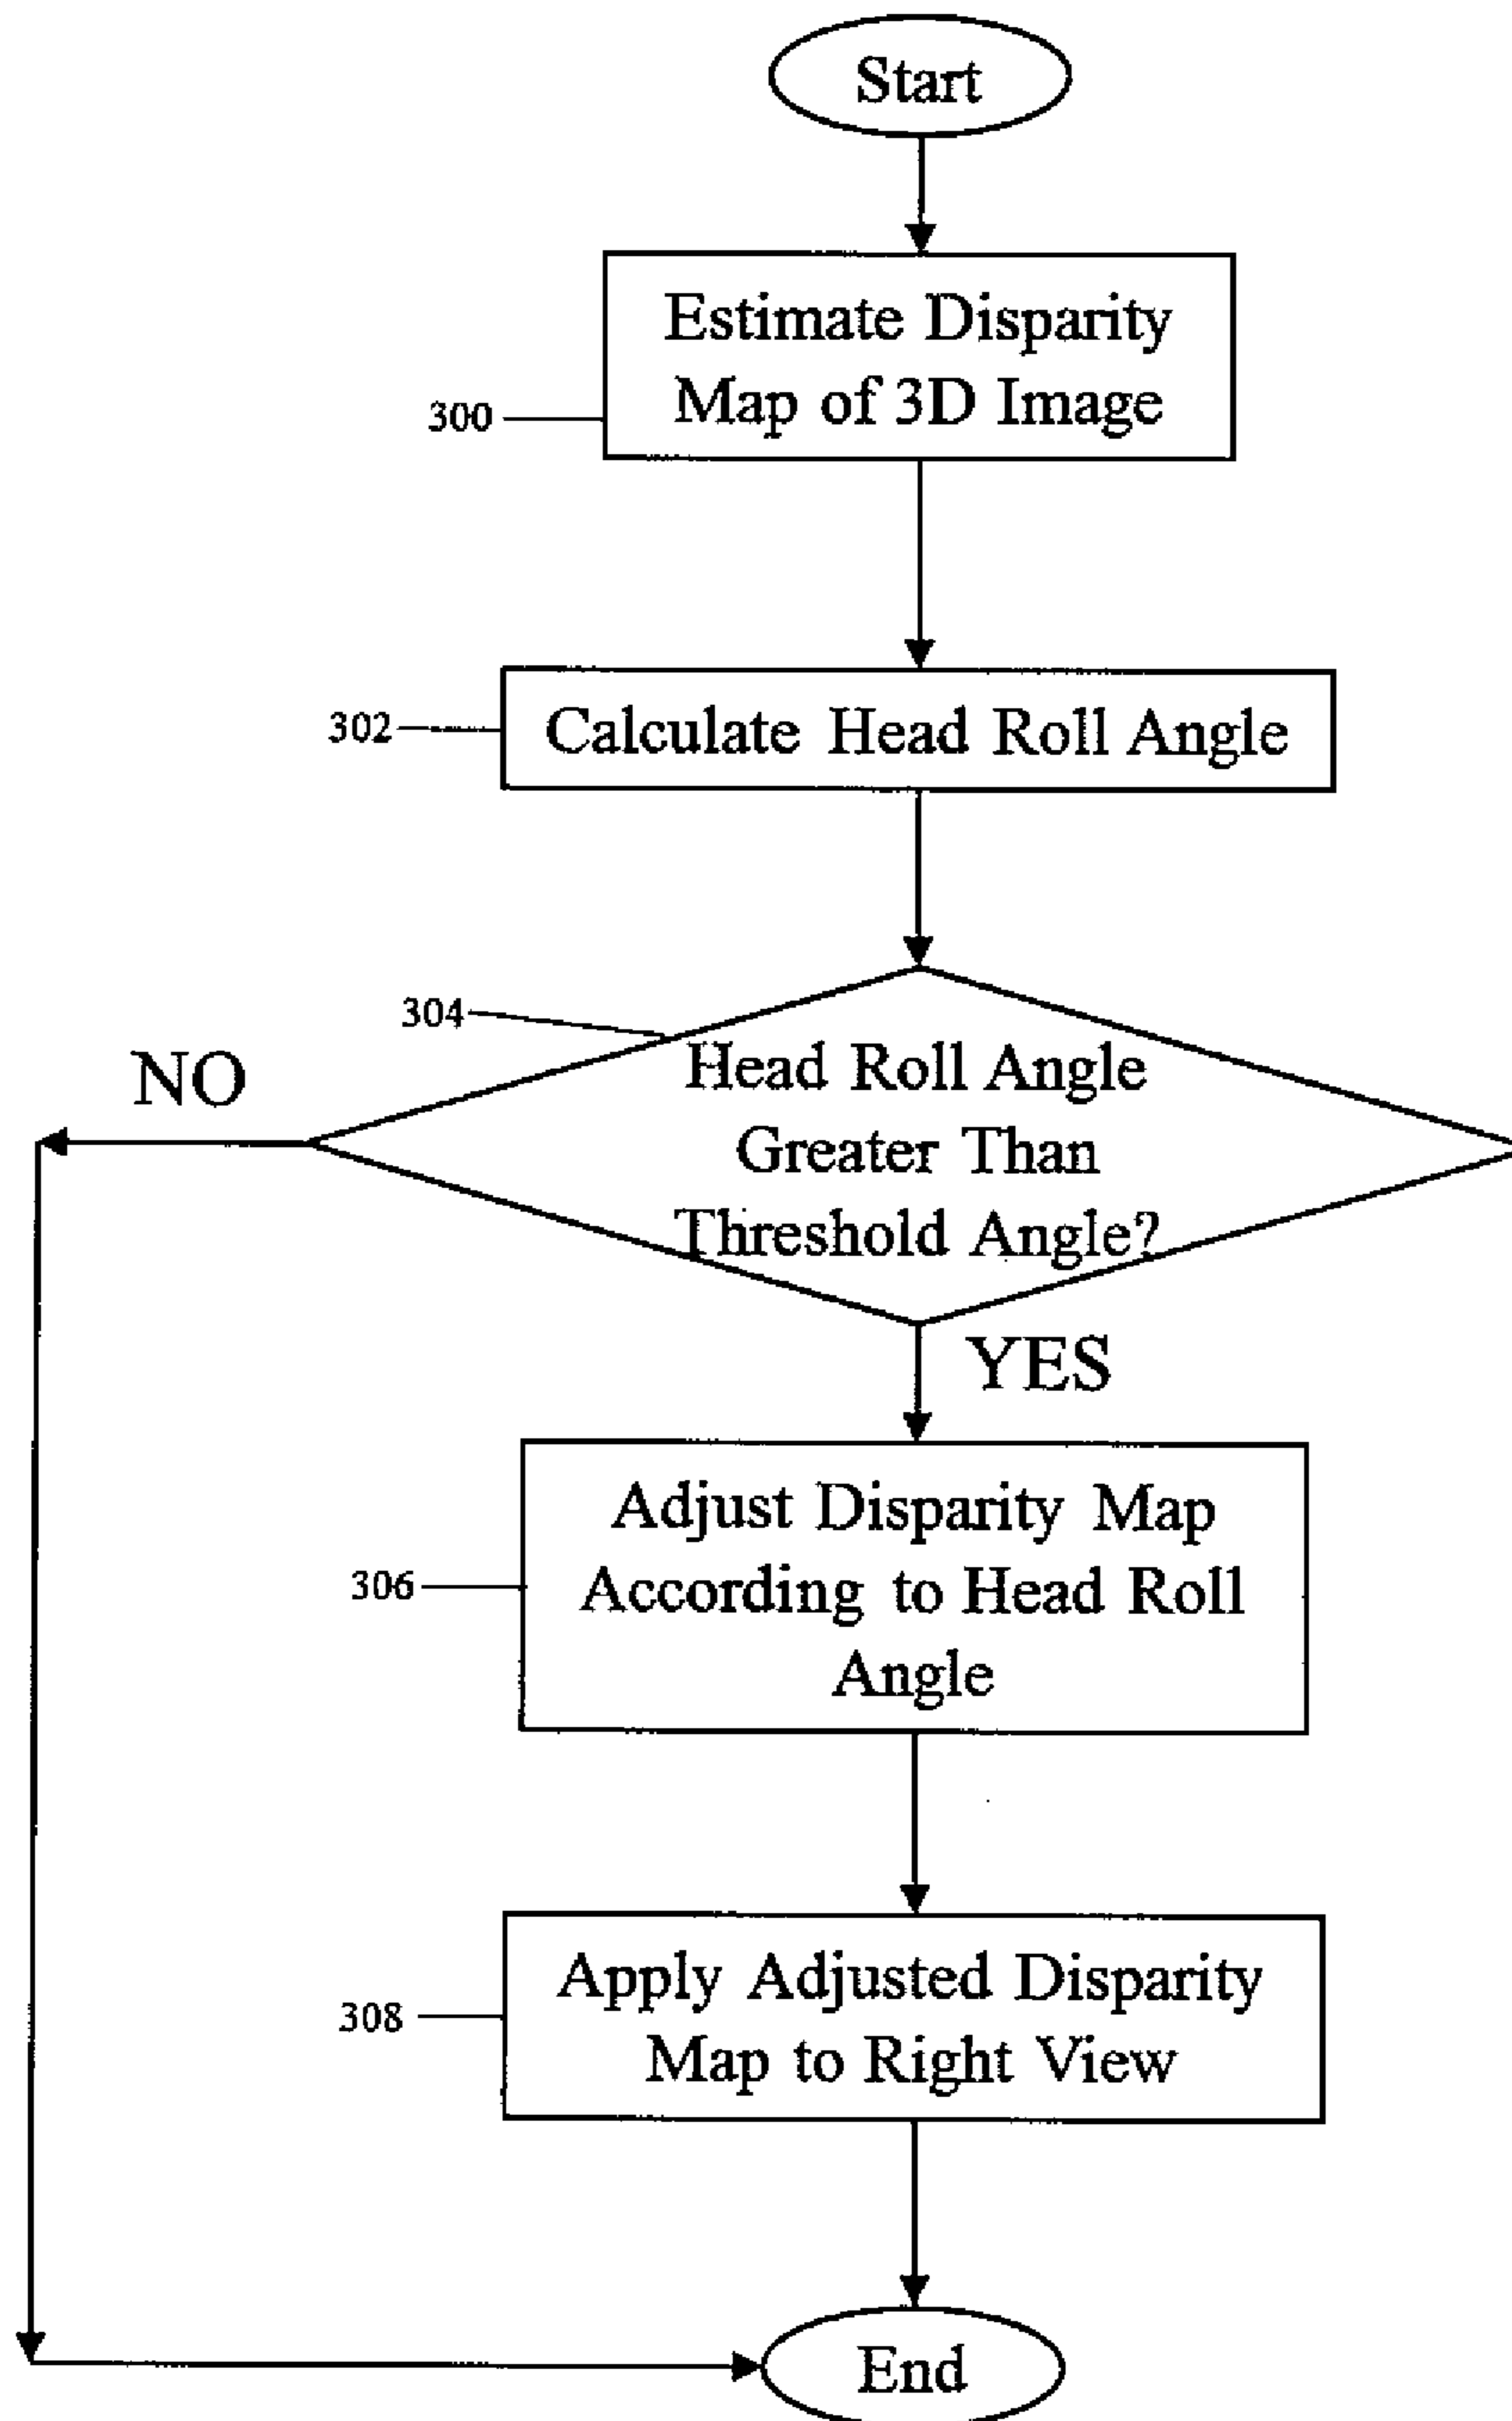 Start
Estimate Disparity
Map of 3D Image
300
302
Calculate Head Roll Angle
304
NO
Head Roll Angle
Greater Than
Threshold Angle?
YES
Adjust Disparity Map
306
According to Head Roll
Angle
Apply Adjusted Disparity
308
Map to Right View
End